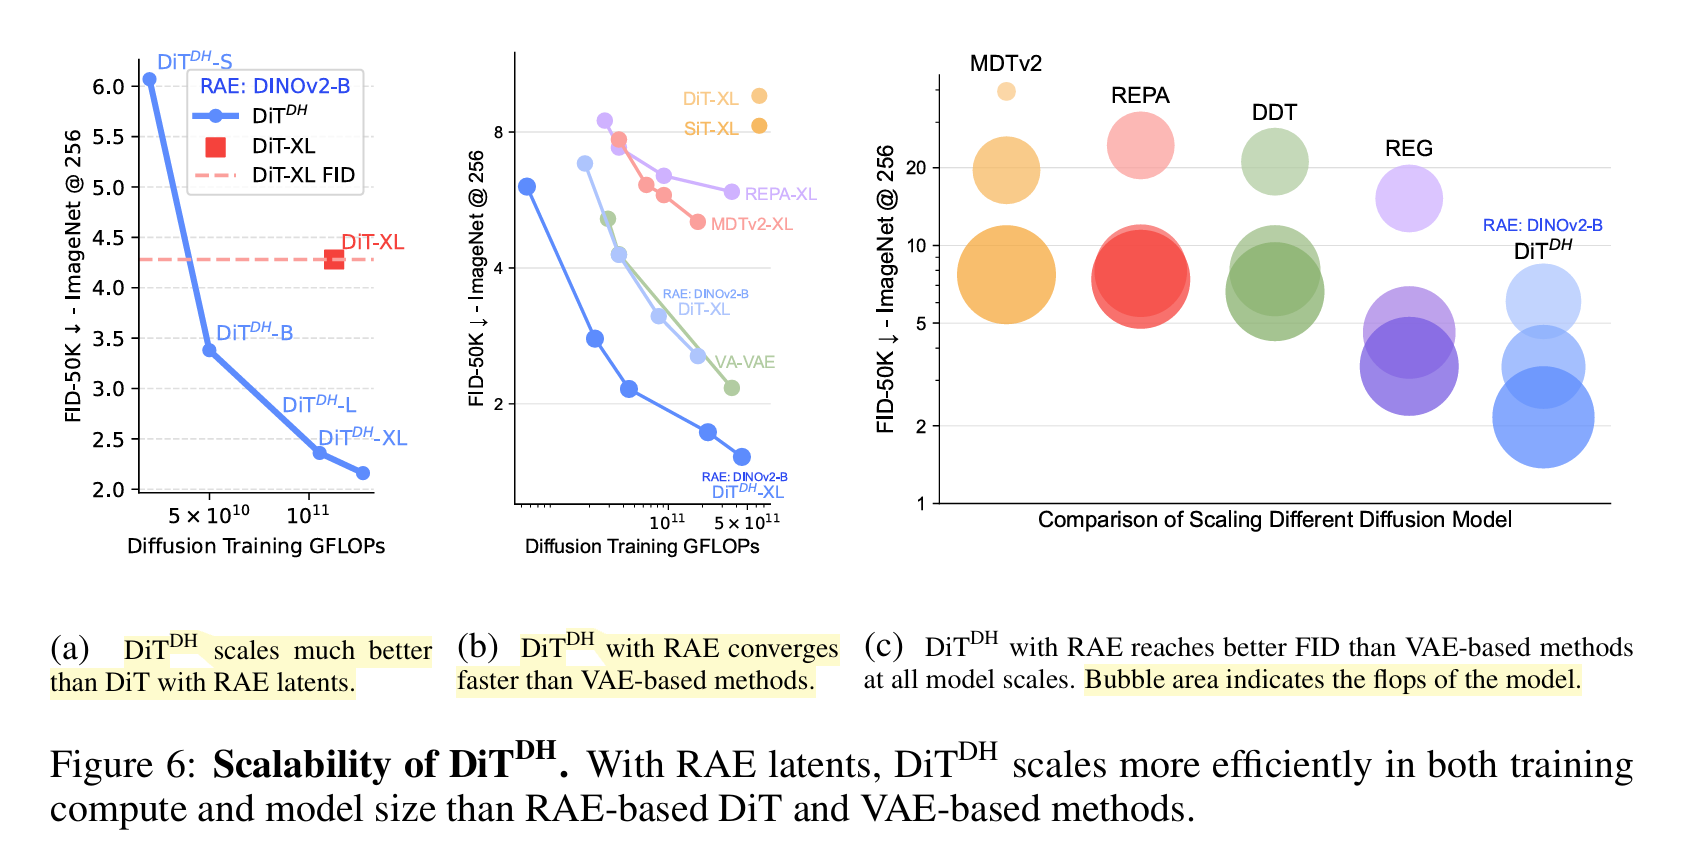 DiT^DH-S
RAE: DINOv2-B
DiT^DH
DiT-XL
DiT-XL FID
6.0
5.5
5.0
4.5
4.0
3.5
3.0
2.5
2.0
FID-50K ↓ - ImageNet @ 256
DiT-XL
DiT^DH-B
DiT^DH-L
DiT^DH-XL
5 × 10^10
10^11
Diffusion Training GFLOPs
8
4
2
FID-50K ↓ - ImageNet @ 256
DiT-XL
SiT-XL
REPA-XL
MDTv2-XL
RAE: DINOv2-B
DiT-XL
VA-VAE
RAE: DINOv2-B
DiT^DH-XL
10^11
5 × 10^11
Diffusion Training GFLOPs
20
10
5
2
1
FID-50K ↓ - ImageNet @ 256
MDTv2
REPA
DDT
REG
RAE: DINOv2-B
DiT^DH
Comparison of Scaling Different Diffusion Model
(a) DiT^DH scales much better
than DiT with RAE latents.
(b) DiT^DH with RAE converges
faster than VAE-based methods.
(c) DiT^DH with RAE reaches better FID than VAE-based methods
at all model scales. Bubble area indicates the flops of the model.
Figure 6: Scalability of DiT^DH. With RAE latents, DiT^DH scales more efficiently in both training
compute and model size than RAE-based DiT and VAE-based methods.